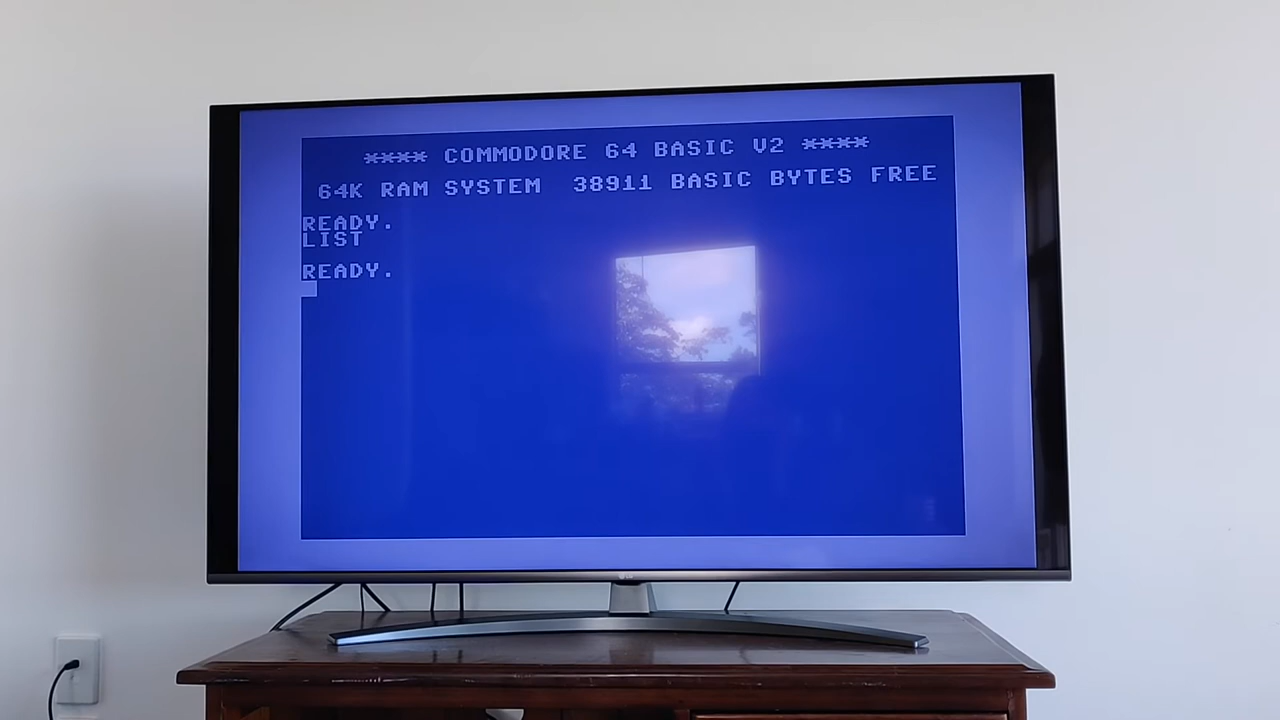 **** COMMODORE 64 BASIC V2 ****
64K RAM SYSTEM  38911 BASIC BYTES FREE
READY.
LIST
READY.